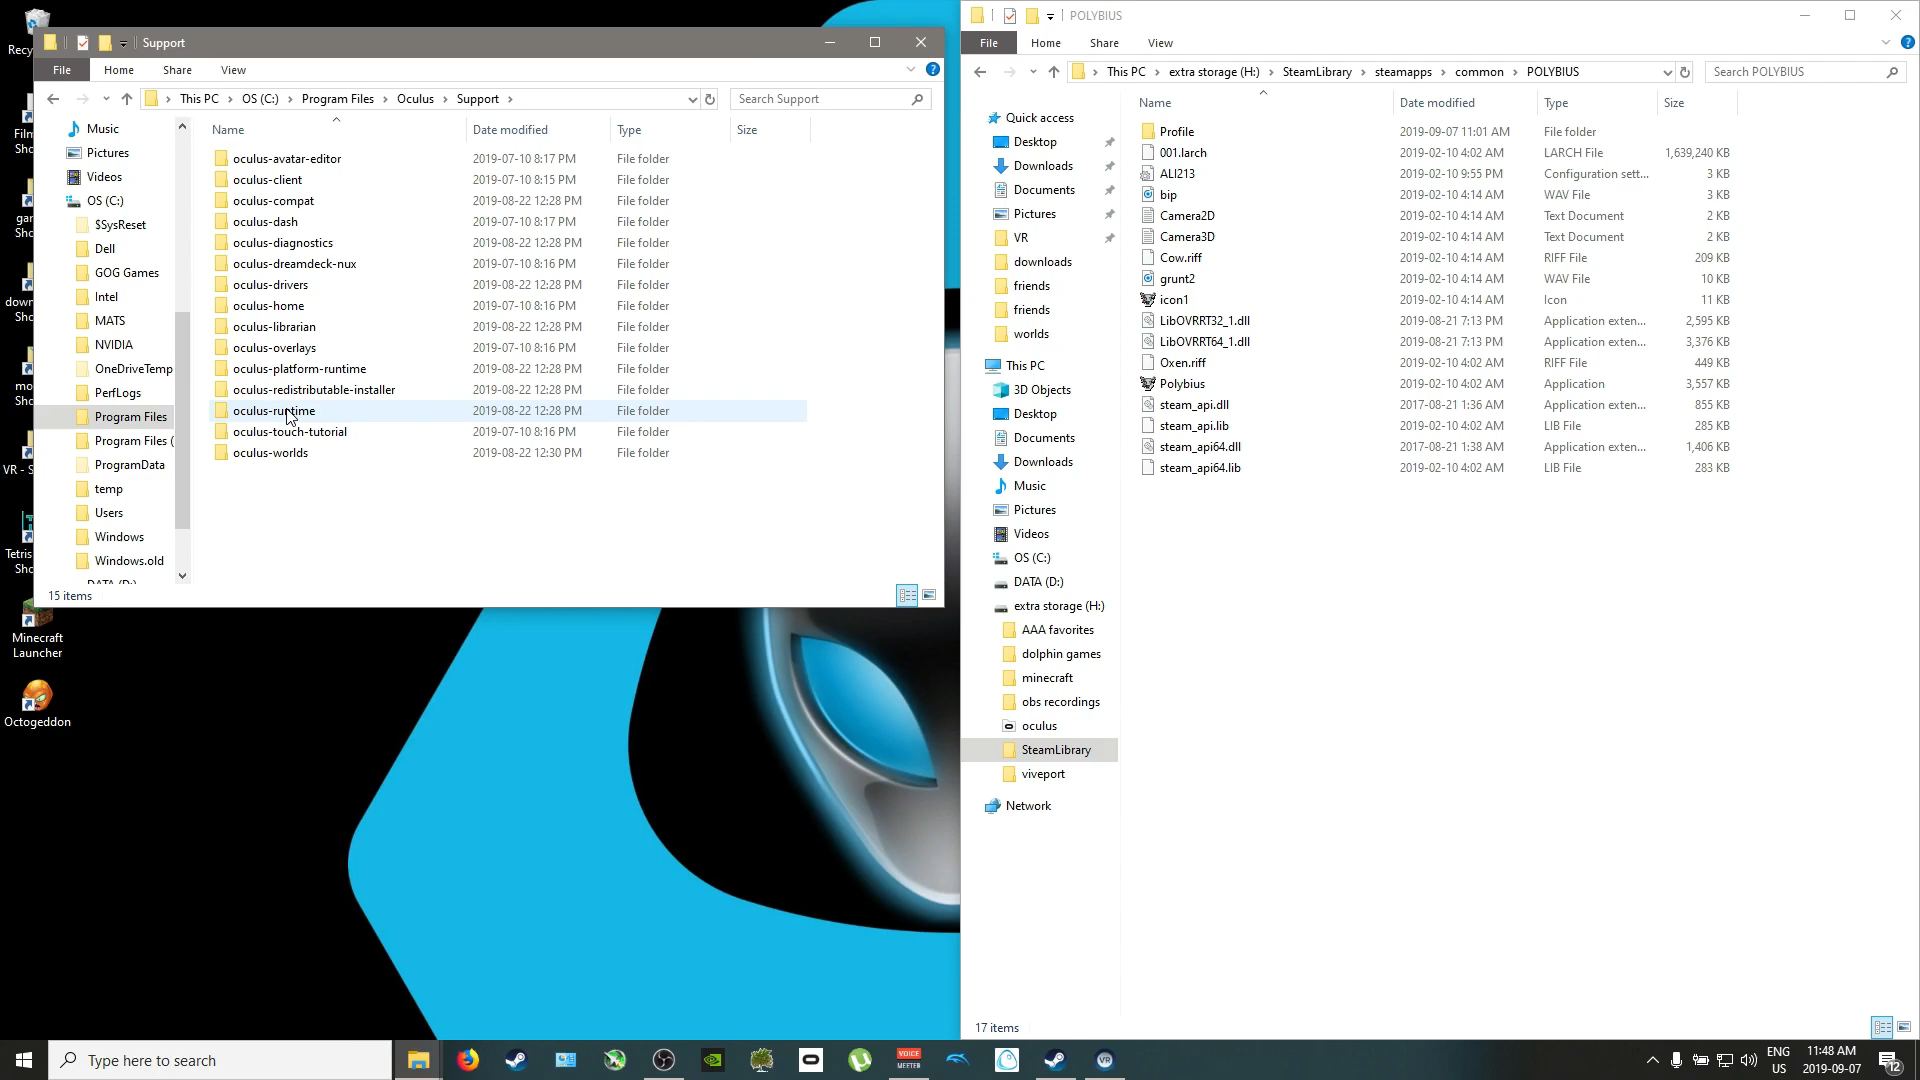 Recy
Film
Sho
gar
Sho
down
Sho
mo
Sho
VR - S
Tetris
Sho
Minecraft
Launcher
Octogeddon
Support
File
Home
Share
View
This PC
OS (C:)
Program Files
Oculus
Support
Search Support
Music
Pictures
Videos
OS (C:)
$SysReset
Dell
GOG Games
Intel
MATS
NVIDIA
OneDriveTemp
PerfLogs
Program Files
Program Files (
ProgramData
temp
Users
Windows
Windows.old
DATA (D:)
Name Date modified Type Size
oculus-avatar-editor 2019-07-10 8:17 PM File folder
oculus-client 2019-07-10 8:15 PM File folder
oculus-compat 2019-08-22 12:28 PM File folder
oculus-dash 2019-07-10 8:17 PM File folder
oculus-diagnostics 2019-08-22 12:28 PM File folder
oculus-dreamdeck-nux 2019-07-10 8:16 PM File folder
oculus-drivers 2019-08-22 12:28 PM File folder
oculus-home 2019-07-10 8:16 PM File folder
oculus-librarian 2019-08-22 12:28 PM File folder
oculus-overlays 2019-07-10 8:16 PM File folder
oculus-platform-runtime 2019-08-22 12:28 PM File folder
oculus-redistributable-installer 2019-08-22 12:28 PM File folder
oculus-runtime 2019-08-22 12:28 PM File folder
oculus-touch-tutorial 2019-07-10 8:16 PM File folder
oculus-worlds 2019-08-22 12:30 PM File folder
15 items
POLYBIUS
File
Home
Share
View
This PC
extra storage (H:)
SteamLibrary
steamapps
common
POLYBIUS
Search POLYBIUS
Quick access
Desktop
Downloads
Documents
Pictures
VR
downloads
friends
friends
worlds
This PC
3D Objects
Desktop
Documents
Downloads
Music
Pictures
Videos
OS (C:)
DATA (D:)
extra storage (H:)
AAA favorites
dolphin games
minecraft
obs recordings
oculus
SteamLibrary
viveport
Network
Name Date modified Type Size
Profile 2019-09-07 11:01 AM File folder
001.larch 2019-02-10 4:02 AM LARCH File 1,639,240 KB
ALI213 2019-02-10 9:55 PM Configuration sett... 3 KB
bip 2019-02-10 4:14 AM WAV File 3 KB
Camera2D 2019-02-10 4:14 AM Text Document 2 KB
Camera3D 2019-02-10 4:14 AM Text Document 2 KB
Cow.riff 2019-02-10 4:02 AM RIFF File 209 KB
grunt2 2019-02-10 4:14 AM WAV File 10 KB
icon1 2019-02-10 4:14 AM Icon 11 KB
LibOVRRT32_1.dll 2019-08-21 7:13 PM Application exten... 2,595 KB
LibOVRRT64_1.dll 2019-08-21 7:13 PM Application exten... 3,376 KB
Oxen.riff 2019-02-10 4:02 AM RIFF File 449 KB
Polybius 2019-02-10 4:02 AM Application 3,557 KB
steam_api.dll 2017-08-21 1:36 AM Application exten... 855 KB
steam_api.lib 2019-02-10 4:02 AM LIB File 285 KB
steam_api64.dll 2017-08-21 1:38 AM Application exten... 1,406 KB
steam_api64.lib 2019-02-10 4:02 AM LIB File 283 KB
17 items
Type here to search
VOICE
MEETER
VR
ENG
US
11:48 AM
2019-09-07
12